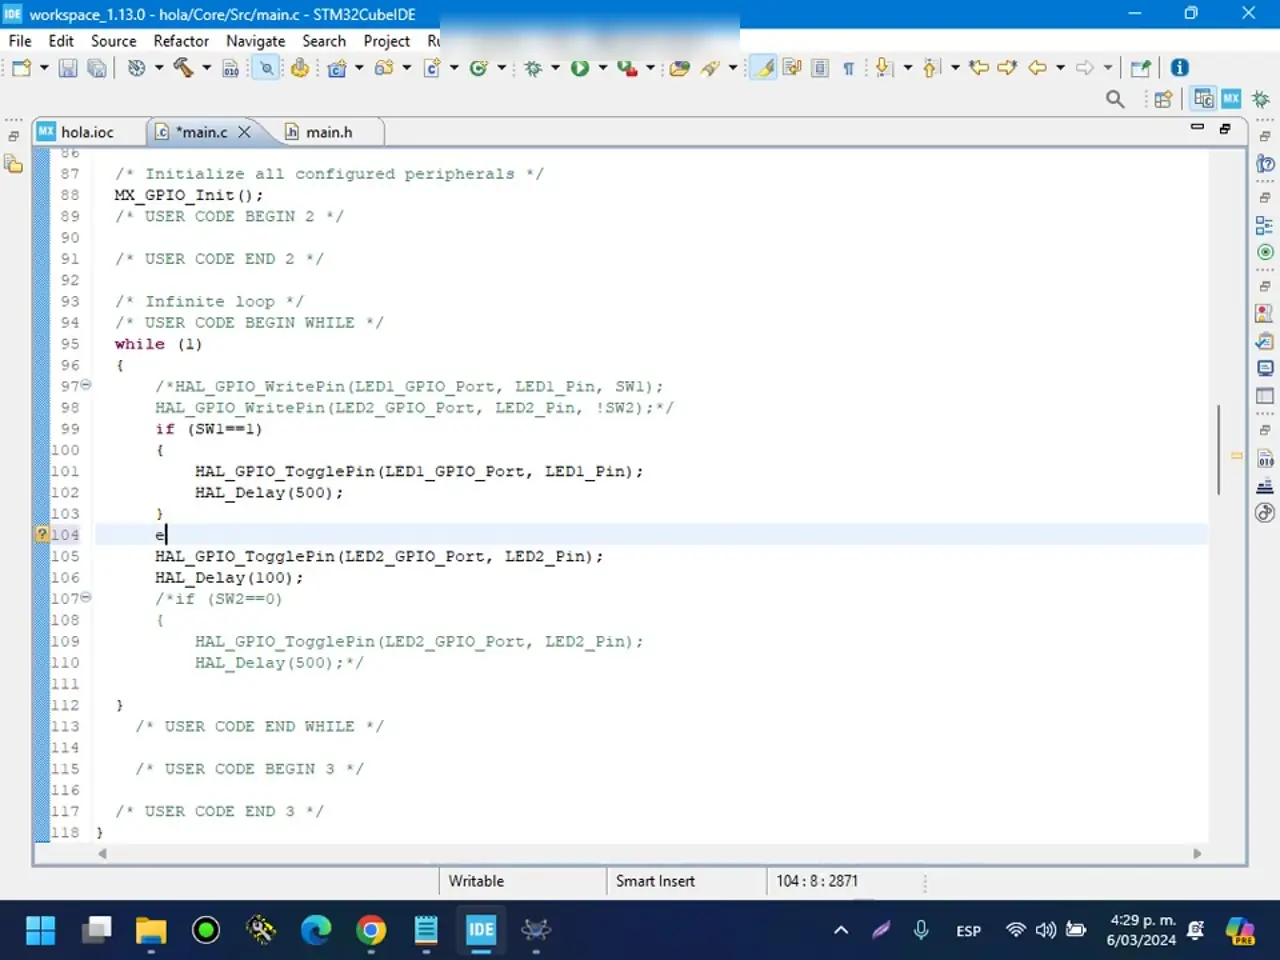 IDE workspace_1.13.0 - hola/Core/Src/main.c - STM32CubeIDE
File Edit Source Refactor Navigate Search Project Ru
MX hola.ioc *main.c main.h
86
87 /* Initialize all configured peripherals */
88 MX_GPIO_Init();
89 /* USER CODE BEGIN 2 */
90
91 /* USER CODE END 2 */
92
93 /* Infinite loop */
94 /* USER CODE BEGIN WHILE */
95 while (1)
96 {
97 /*HAL_GPIO_WritePin(LED1_GPIO_Port, LED1_Pin, SW1);
98 HAL_GPIO_WritePin(LED2_GPIO_Port, LED2_Pin, !SW2);*/
99 if (SW1==1)
100 {
101 HAL_GPIO_TogglePin(LED1_GPIO_Port, LED1_Pin);
102 HAL_Delay(500);
103 }
104 e
105 HAL_GPIO_TogglePin(LED2_GPIO_Port, LED2_Pin);
106 HAL_Delay(100);
107 /*if (SW2==0)
108 {
109 HAL_GPIO_TogglePin(LED2_GPIO_Port, LED2_Pin);
110 HAL_Delay(500);*/
111
112 }
113 /* USER CODE END WHILE */
114
115 /* USER CODE BEGIN 3 */
116
117 /* USER CODE END 3 */
118 }
Writable Smart Insert 104 : 8 : 2871
IDE ESP 4:29 p. m.
6/03/2024
PRE